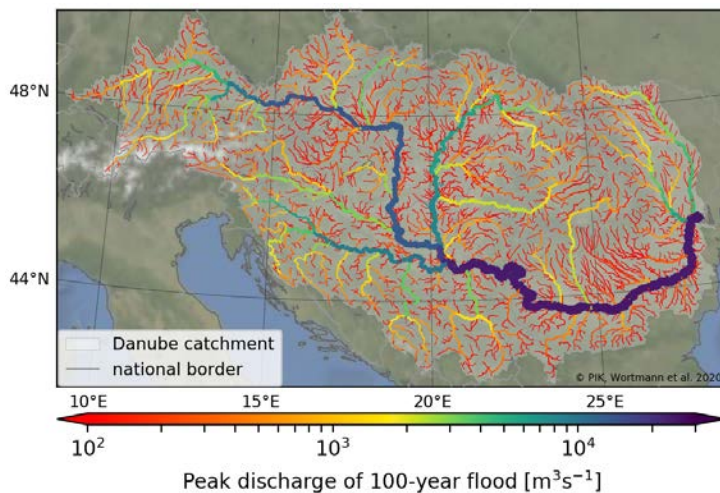 48°N
44°N
Danube catchment
national border
© PIK, Wortmann et al. 2020
10°E 15°E 20°E 25°E
10² 10³ 10⁴
Peak discharge of 100-year flood [m³s⁻¹]